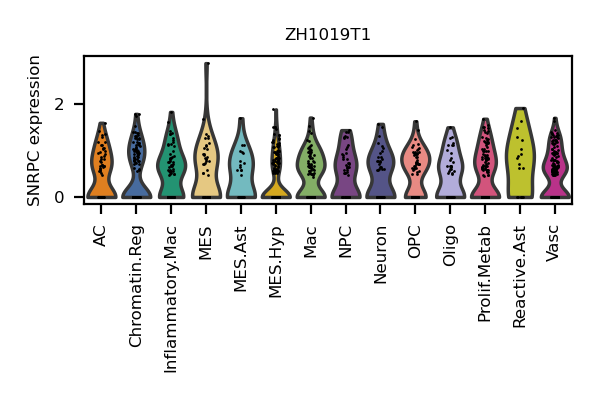 ZH1019T1
SNRPC expression
2
0
AC
Chromatin.Reg
Inflammatory.Mac
MES
MES.Ast
MES.Hyp
Mac
NPC
Neuron
OPC
Oligo
Prolif.Metab
Reactive.Ast
Vasc